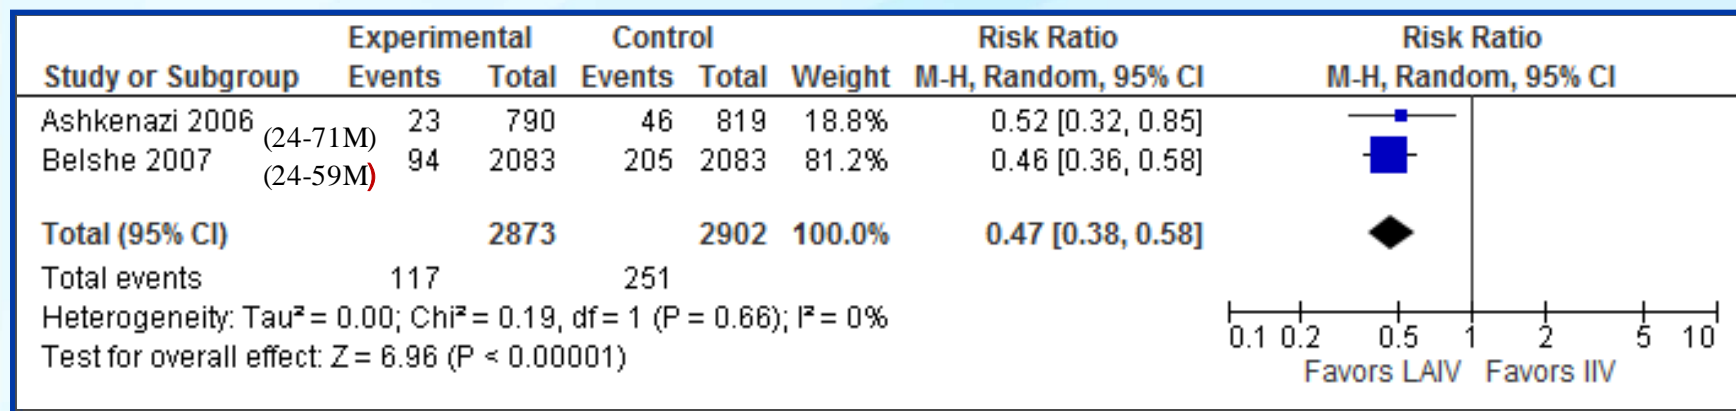 Experimental Control Risk Ratio Risk Ratio
Study or Subgroup Events Total Events Total Weight M-H, Random, 95% CI M-H, Random, 95% CI
Ashkenazi 2006 (24-71M) 23 790 46 819 18.8% 0.52 [0.32, 0.85]
Belshe 2007 (24-59M) 94 2083 205 2083 81.2% 0.46 [0.36, 0.58]
Total (95% CI) 2873 2902 100.0% 0.47 [0.38, 0.58]
Total events 117 251
Heterogeneity: Tau² = 0.00; Chi² = 0.19, df = 1 (P = 0.66); I² = 0%
Test for overall effect: Z = 6.96 (P < 0.00001)
0.1 0.2 0.5 1 2 5 10
Favors LAIV Favors IIV